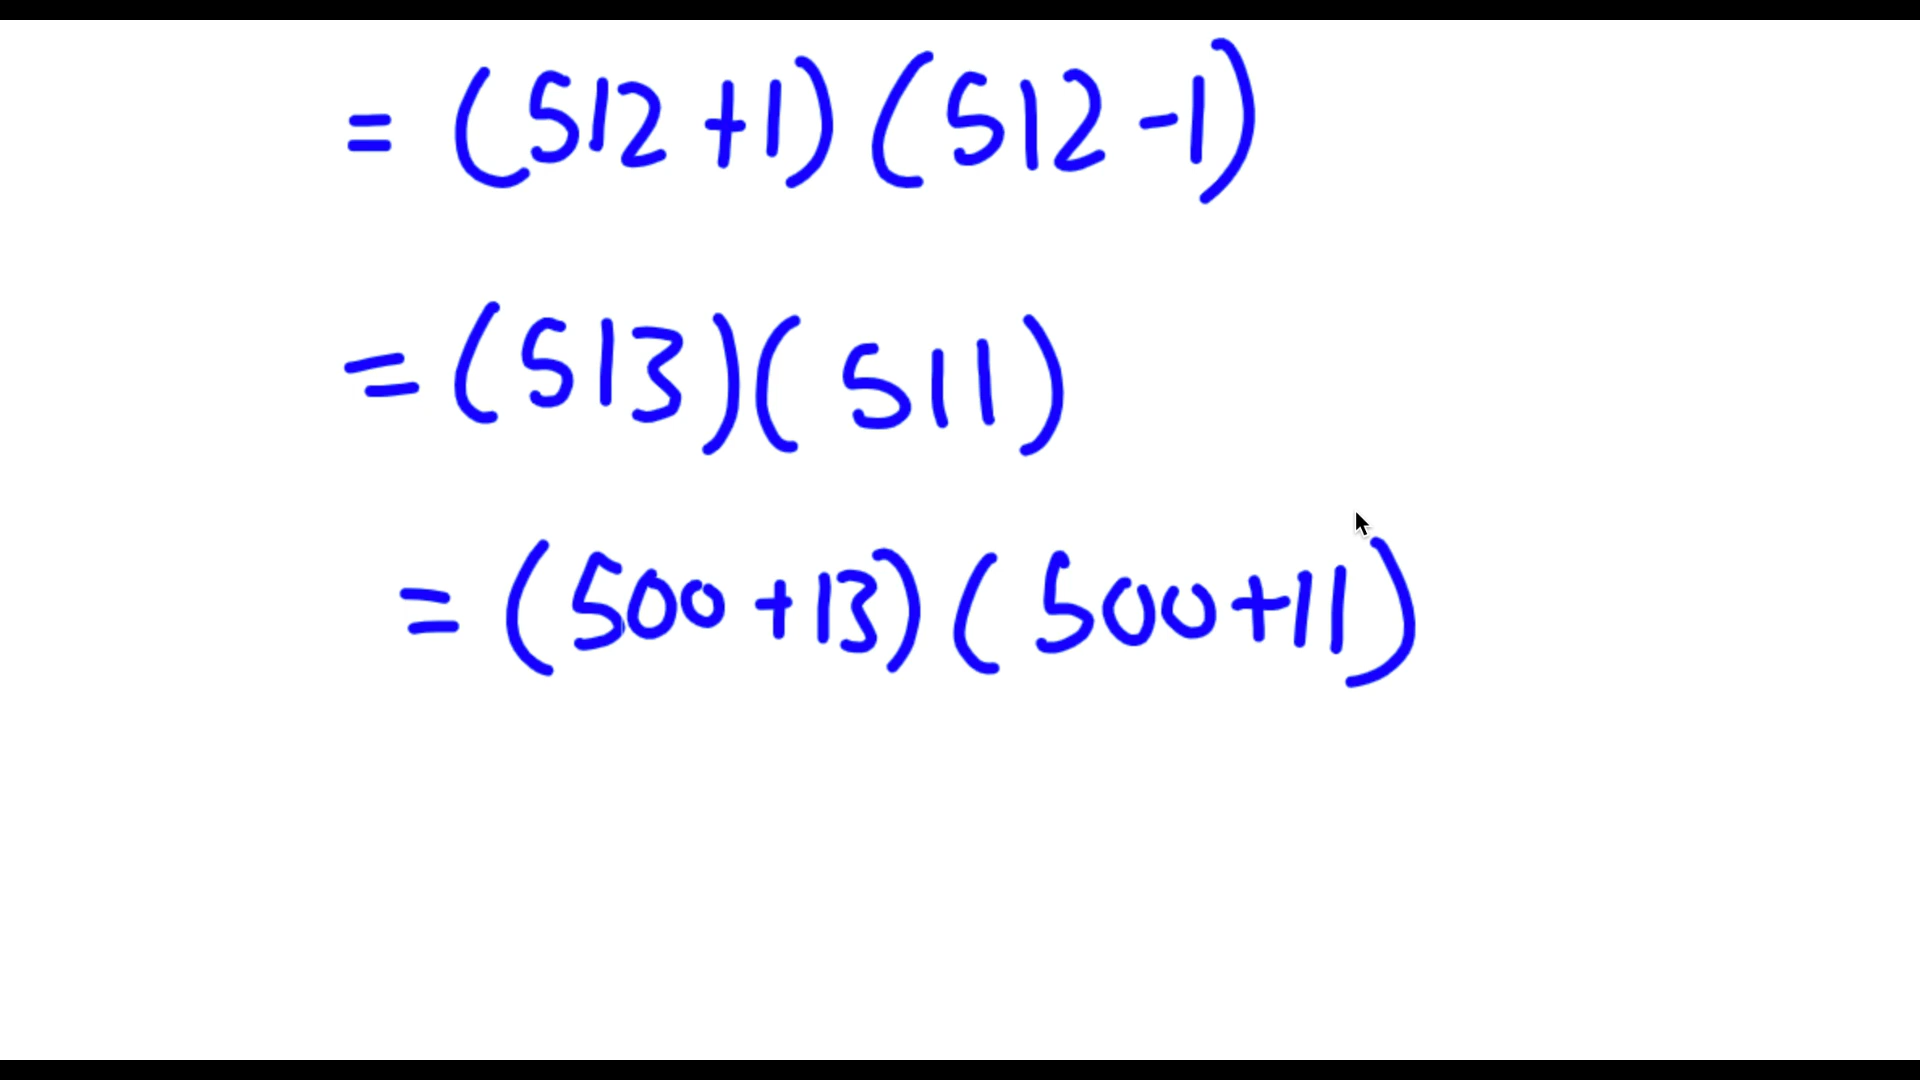 = (512 +1) (512 -1)
= (513)( 511)
= (500 +13) ( 500+11)